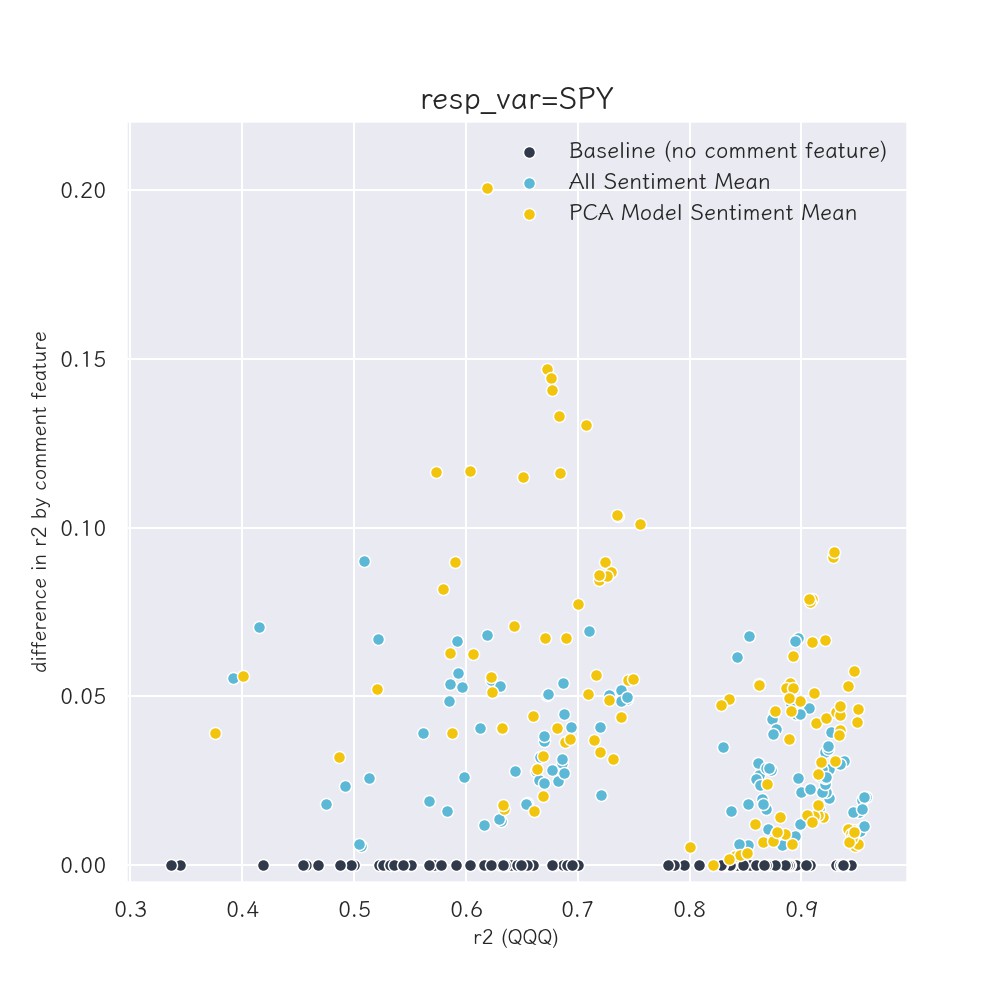 resp_var=SPY
Baseline (no comment feature)
All Sentiment Mean
PCA Model Sentiment Mean
0.20
0.15
0.10
0.05
0.00
difference in r2 by comment feature
0.3 0.4 0.5 0.6 0.7 0.8 0.9
r2 (QQQ)